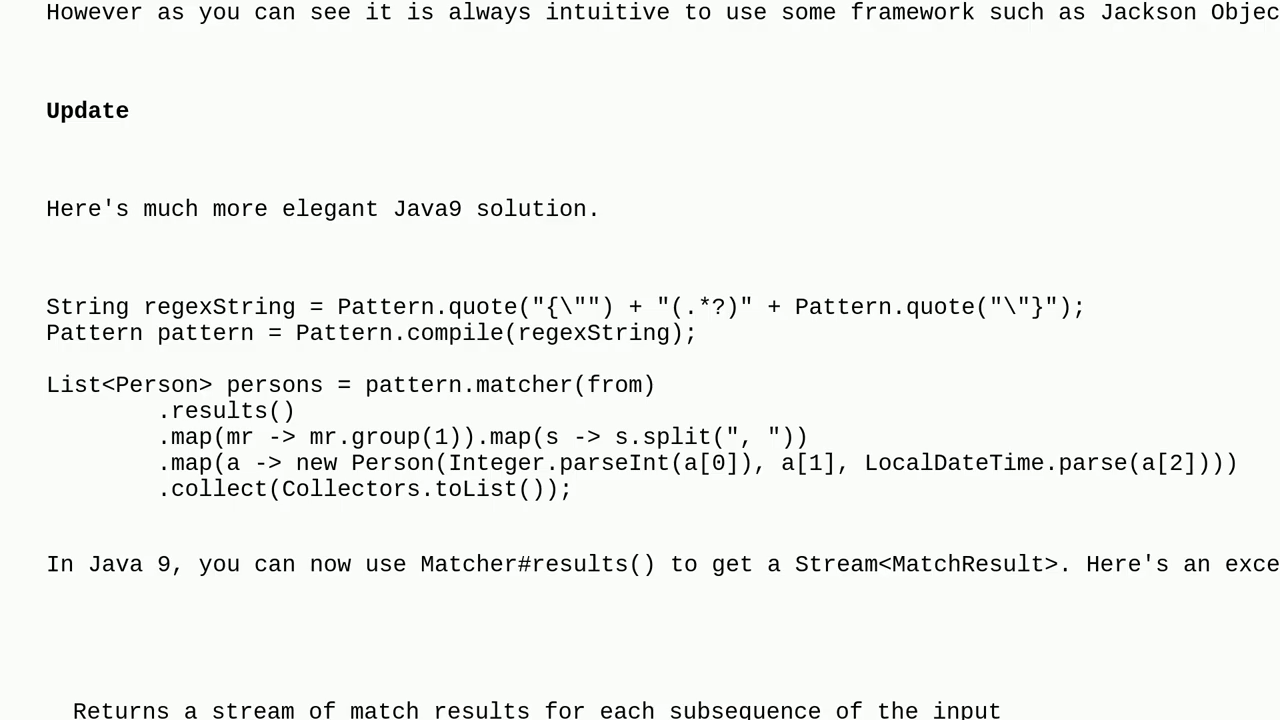 However as you can see it is always intuitive to use some framework such as Jackson Objec
Update
Here's much more elegant Java9 solution.
String regexString = Pattern.quote("{\"") + "(.*?)" + Pattern.quote("\"}");
Pattern pattern = Pattern.compile(regexString);
List<Person> persons = pattern.matcher(from)
        .results()
        .map(mr -> mr.group(1)).map(s -> s.split(", "))
        .map(a -> new Person(Integer.parseInt(a[0]), a[1], LocalDateTime.parse(a[2])))
        .collect(Collectors.toList());
In Java 9, you can now use Matcher#results() to get a Stream<MatchResult>. Here's an exce
Returns a stream of match results for each subsequence of the input